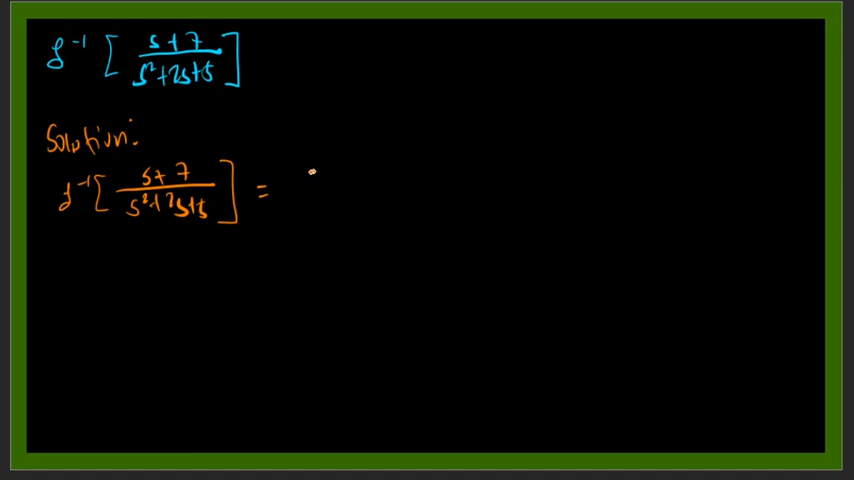 ℒ⁻¹ [ (s + 7) / (s² + 2s + 5) ]
Solution:
ℒ⁻¹ [ (s + 7) / (s² + 2s + 5) ] =